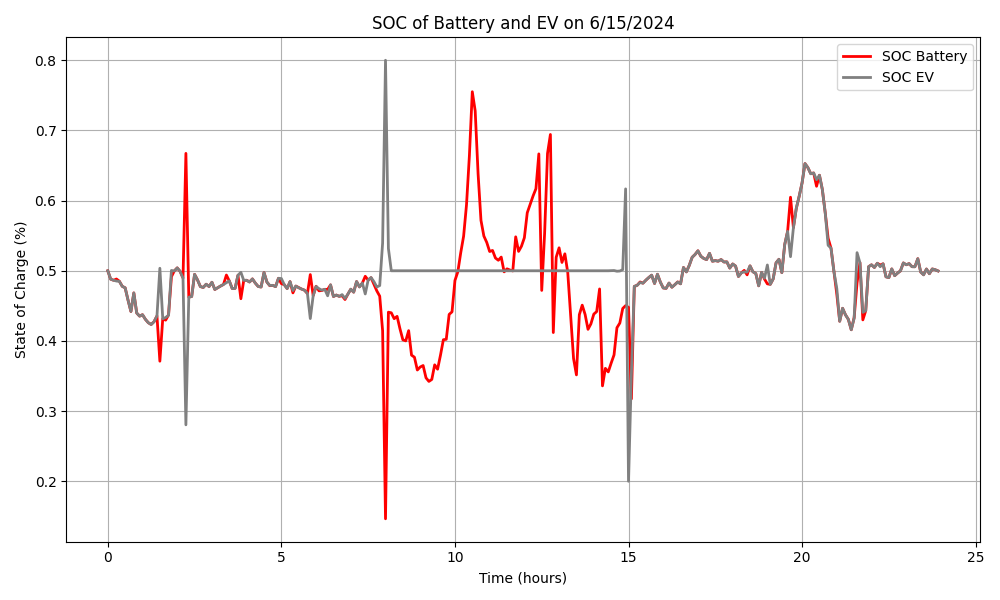 SOC of Battery and EV on 6/15/2024
SOC Battery
SOC EV
State of Charge (%)
0.8
0.7
0.6
0.5
0.4
0.3
0.2
0 5 10 15 20 25
Time (hours)